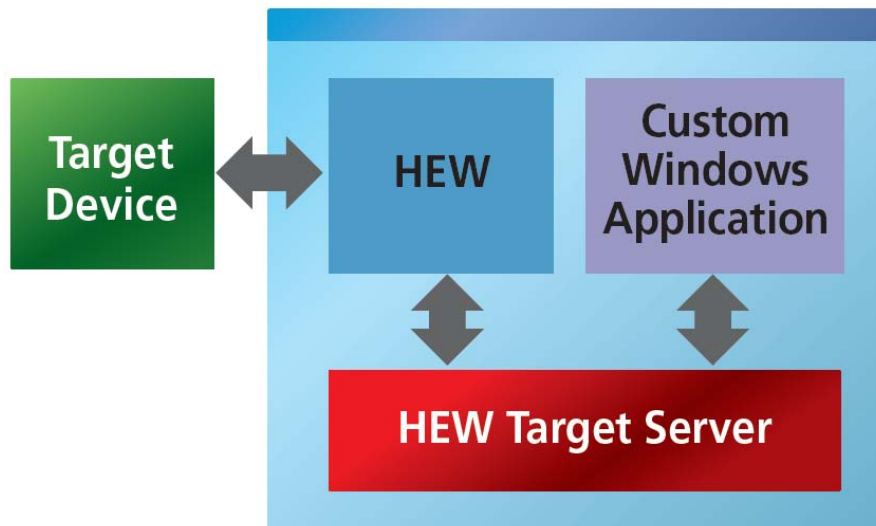 Target
Device
HEW
Custom
Windows
Application
HEW Target Server